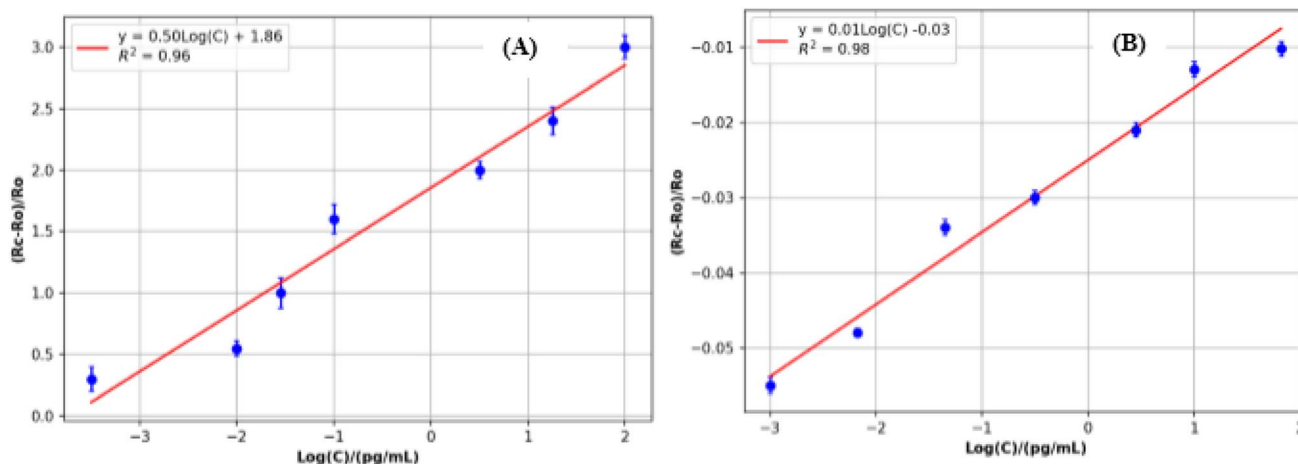 y = 0.50Log(C) + 1.86
R² = 0.96
(A)
3.0
2.5
2.0
1.5
1.0
0.5
0.0
−3 −2 −1 0 1 2
(Rc-Ro)/Ro
Log(C)/(pg/mL)
y = 0.01Log(C) -0.03
R² = 0.98
(B)
−0.01
−0.02
−0.03
−0.04
−0.05
−3 −2 −1 0 1 2
(Rc-Ro)/Ro
Log(C)/(pg/mL)